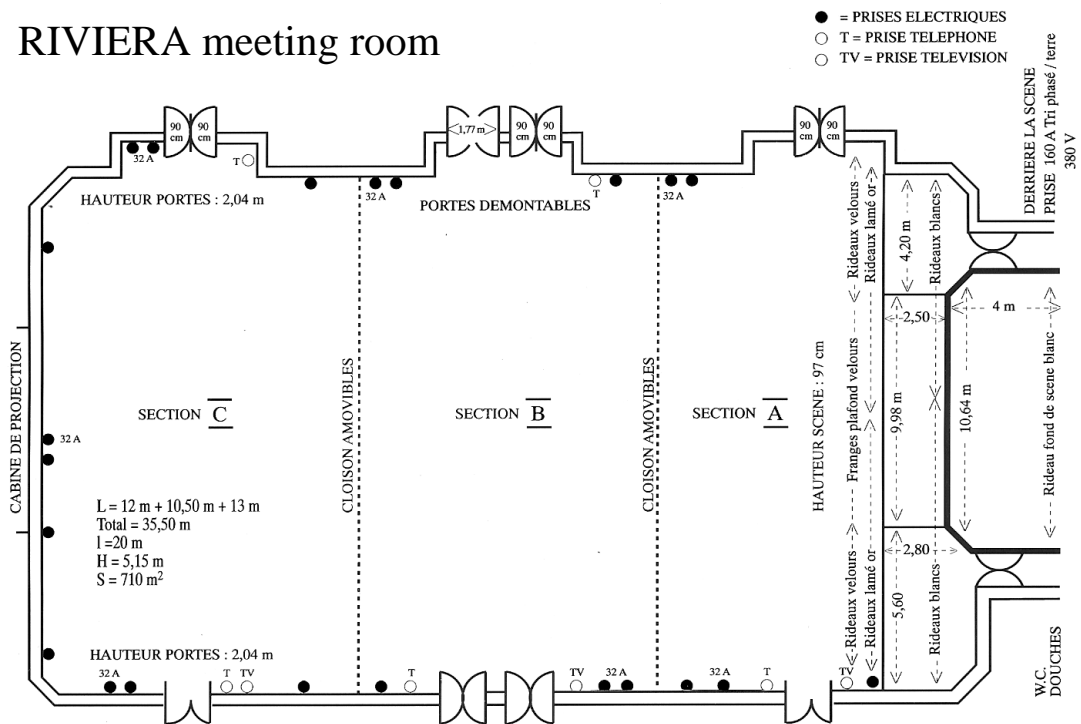 RIVIERA meeting room
= PRISES ELECTRIQUES
T = PRISE TELEPHONE
TV = PRISE TELEVISION
DERRIERE LA SCENE
PRISE 160 A Tri phasé / terre
380 V
90 cm
90 cm
1,77 m
90 cm
90 cm
90 cm
90 cm
32 A
T
HAUTEUR PORTES : 2,04 m
32 A
PORTES DEMONTABLES
T
32 A
Rideaux velours
Rideaux lamé or
4,20 m
Rideaux blancs
2,50
4 m
CABINE DE PROJECTION
SECTION C
CLOISON AMOVIBLES
SECTION B
CLOISON AMOVIBLES
SECTION A
HAUTEUR SCENE : 97 cm
Franges plafond velours
9,98 m
10,64 m
Rideau fond de scene blanc
32 A
L = 12 m + 10,50 m + 13 m
Total = 35,50 m
l =20 m
H = 5,15 m
S = 710 m²
2,80
Rideaux velours
Rideaux lamé or
5,60
Rideaux blancs
HAUTEUR PORTES : 2,04 m
32 A
T
TV
T
TV
32 A
32 A
T
TV
W.C.
DOUCHES